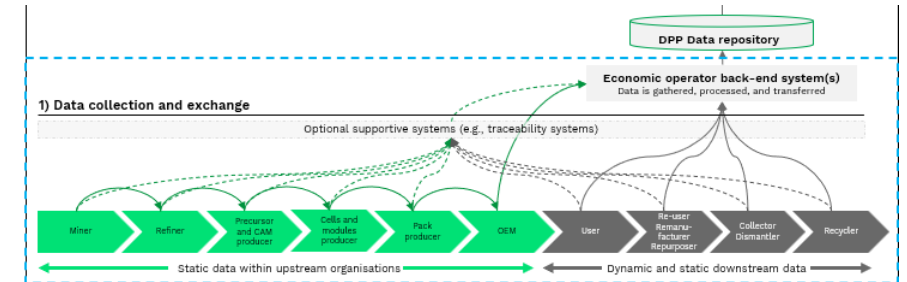 DPP Data repository
Economic operator back-end system(s)
Data is gathered, processed, and transferred
1) Data collection and exchange
Optional supportive systems (e.g., traceability systems)
Miner
Refiner
Precursor
and CAM
producer
Cells and
modules
producer
Pack
producer
OEM
User
Re-user
Remanu-
facturer
Repurposer
Collector
Dismantler
Recycler
Static data within upstream organisations
Dynamic and static downstream data